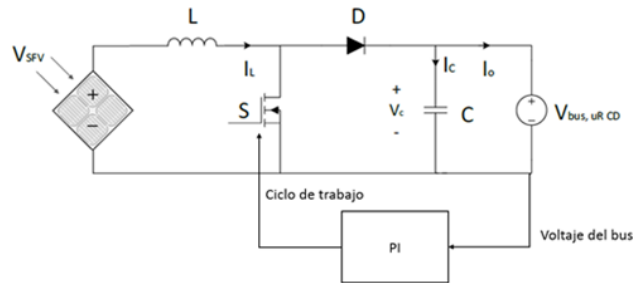 L
D
V_SFV
I_L
I_C
I_o
+
S
+
V_c
-
C
+
-
V_bus, uR CD
−
Ciclo de trabajo
Voltaje del bus
PI